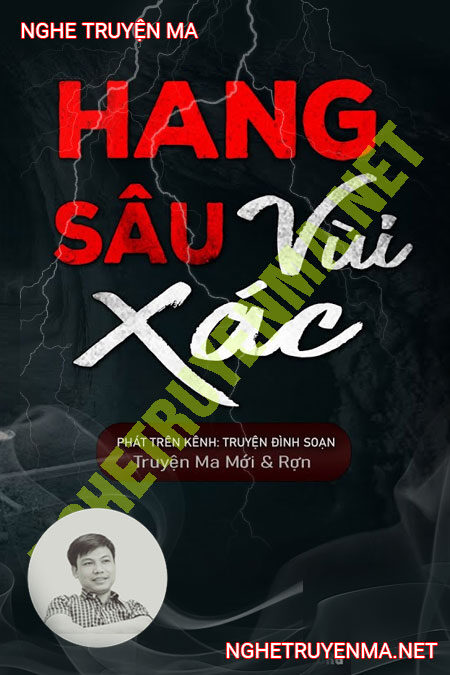 NGHE TRUYỆN MA
HANG
SÂU Vùi
Xác
NGHETRUYENMA.NET
PHÁT TRÊN KÊNH: TRUYỆN ĐÌNH SOẠN
Truyện Ma Mới & Rợn
NGHETRUYENMA.NET